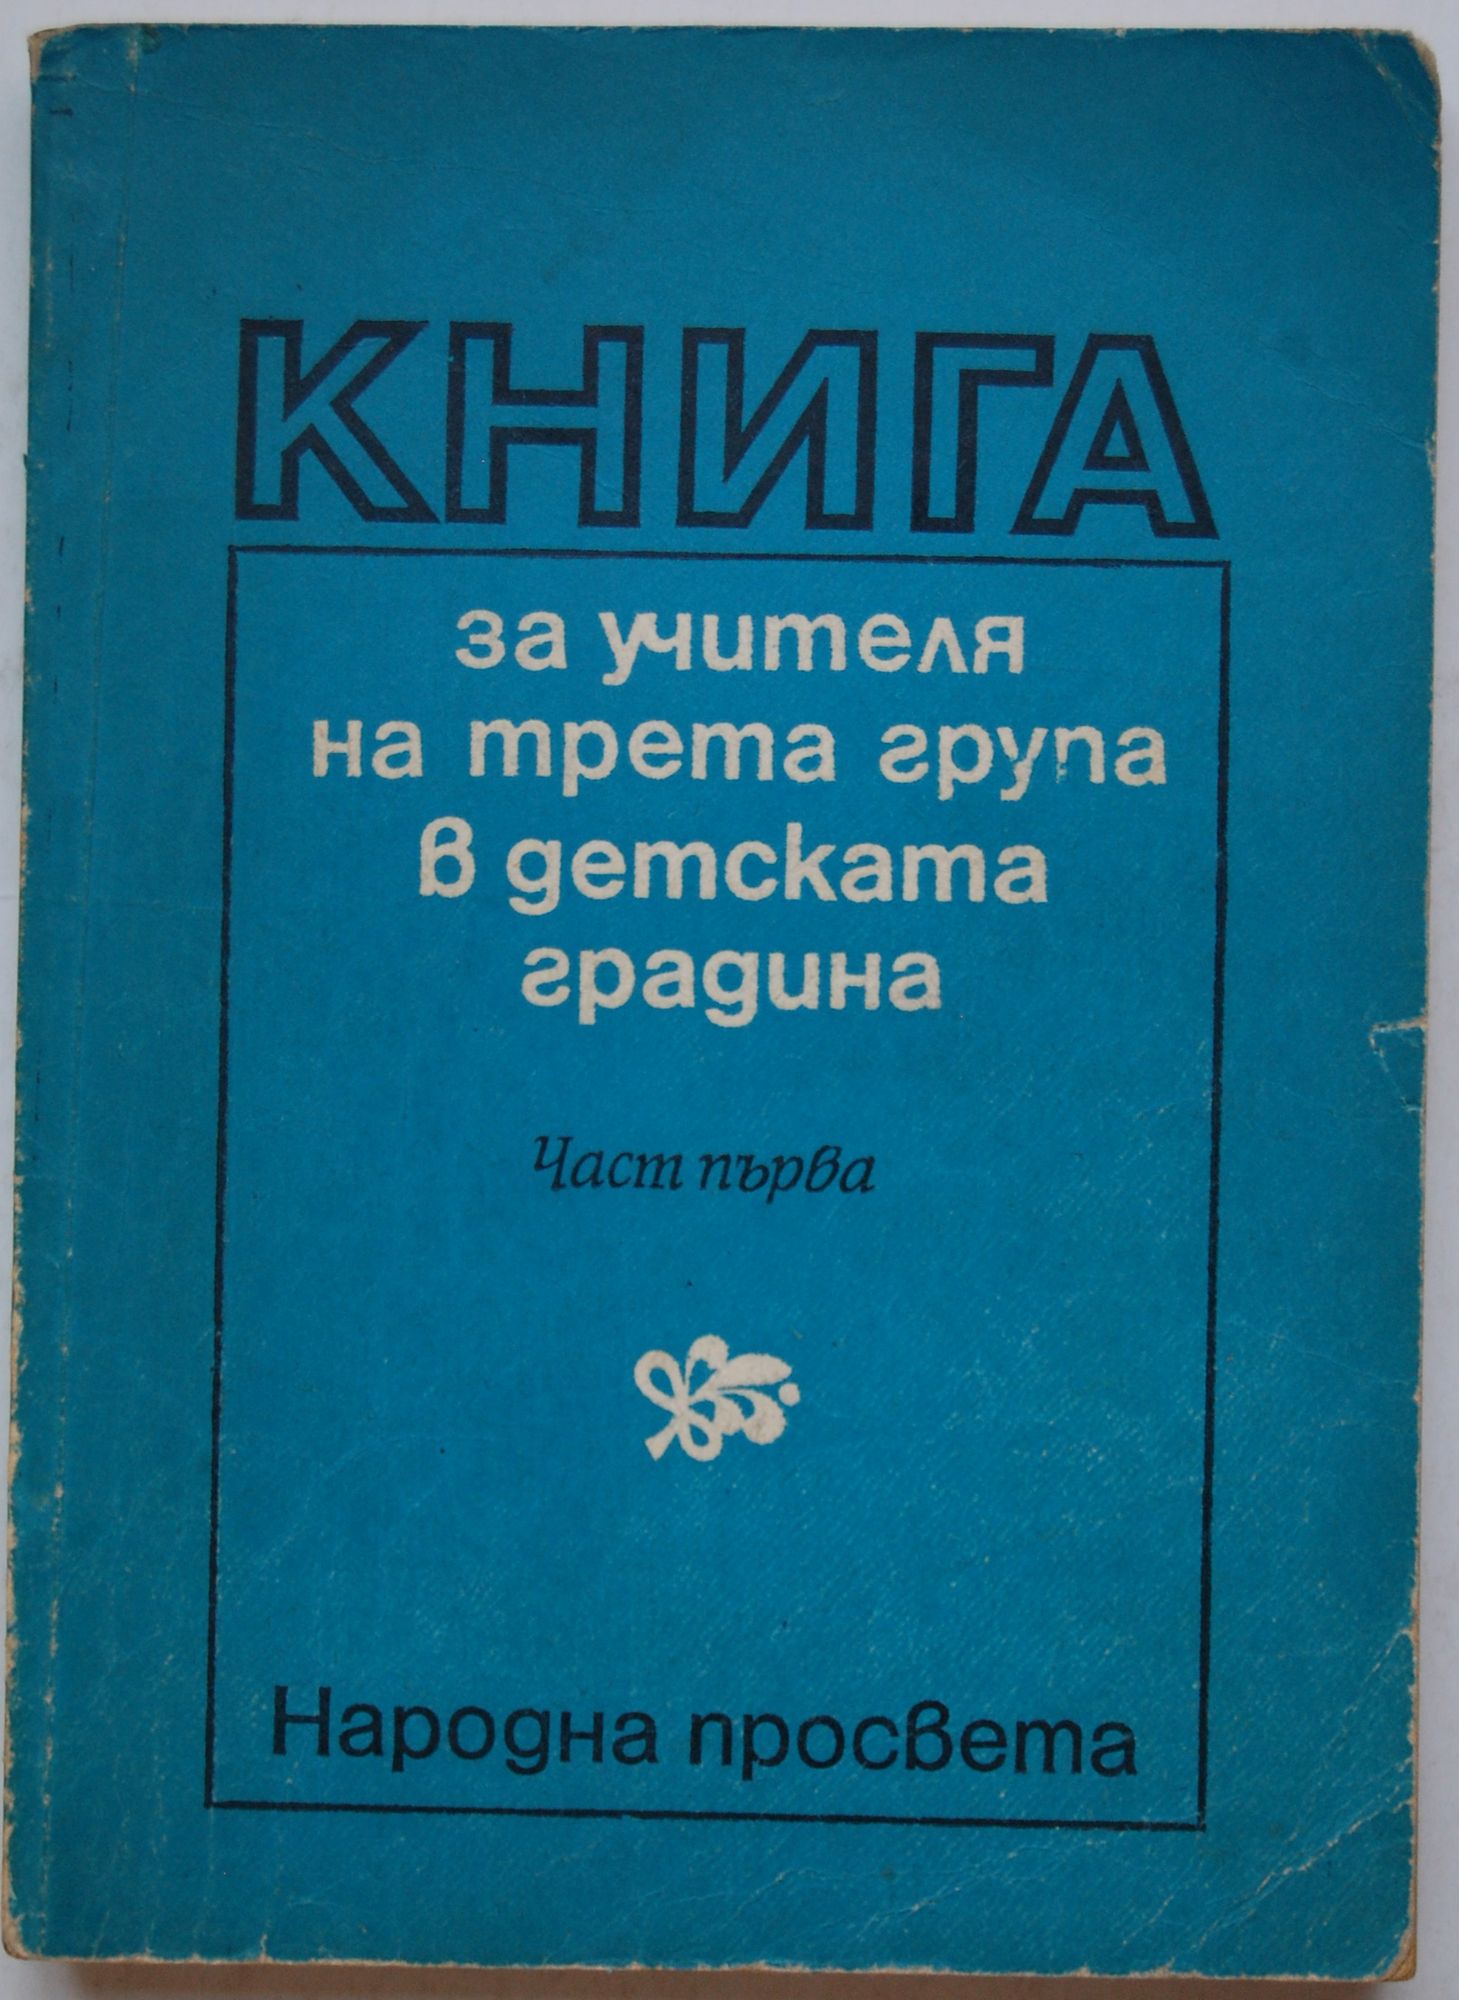 КНИГА
за учителя
на трета група
в детската
градина
Част първа
Народна просвета